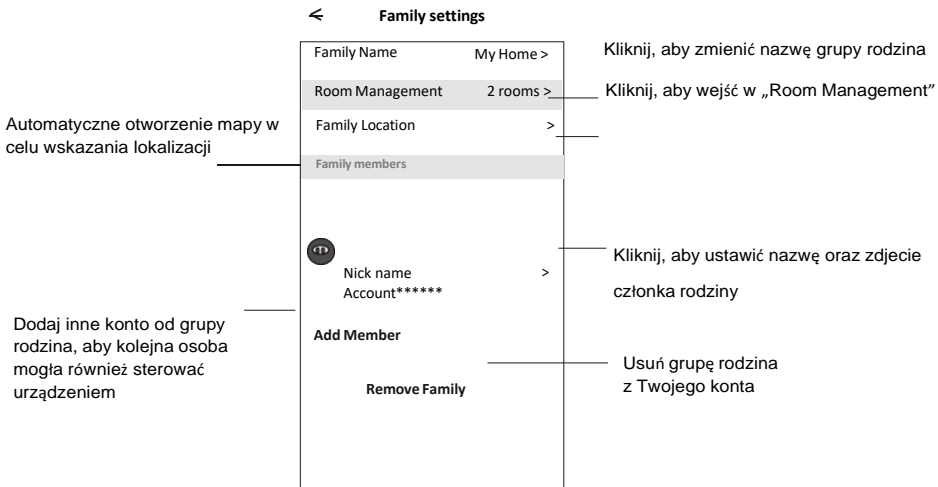 < Family settings
Family Name My Home >
Room Management 2 rooms >
Family Location >
Family members
Nick name >
Account******
Add Member
Remove Family
Kliknij, aby zmienić nazwę grupy rodzina
Kliknij, aby wejść w „Room Management”
Automatyczne otworzenie mapy w
celu wskazania lokalizacji
Kliknij, aby ustawić nazwę oraz zdjecie
członka rodziny
Dodaj inne konto od grupy
rodzina, aby kolejna osoba
mogła również sterować
urządzeniem
Usuń grupę rodzina
z Twojego konta